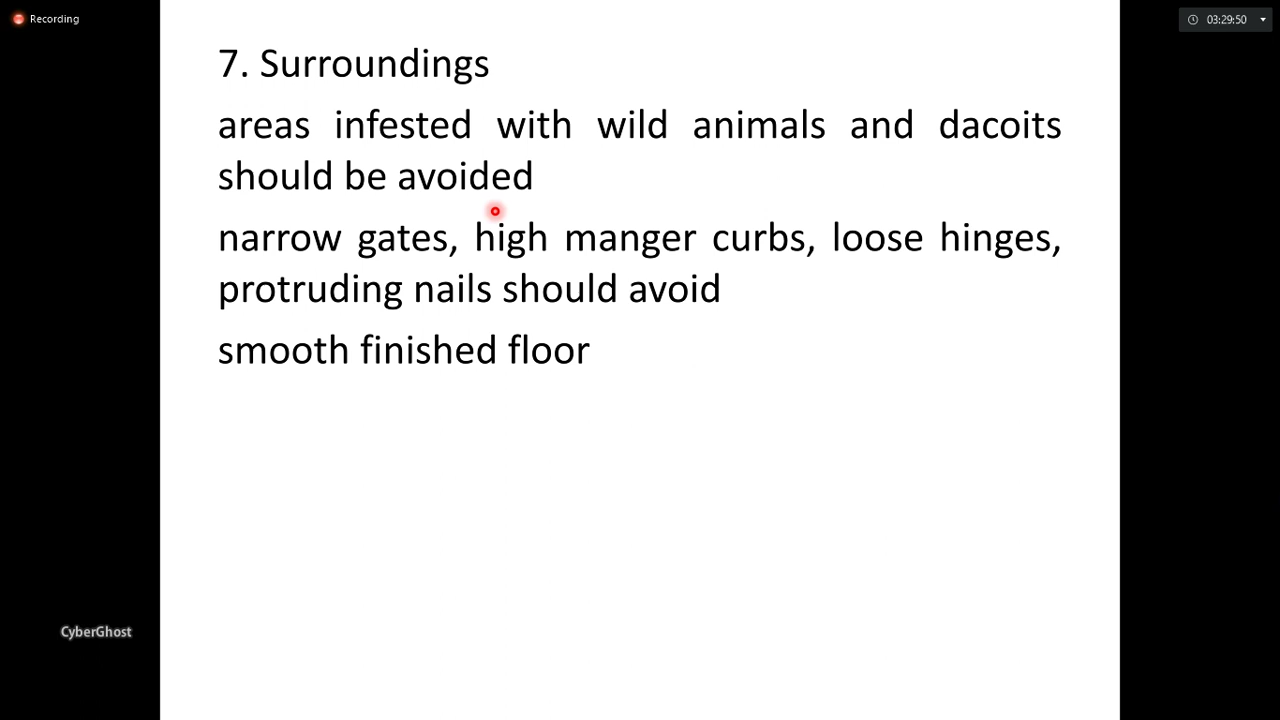 Recording
03:29:50
7. Surroundings
areas infested with wild animals and dacoits
should be avoided
narrow gates, high manger curbs, loose hinges,
protruding nails should avoid
smooth finished floor
CyberGhost